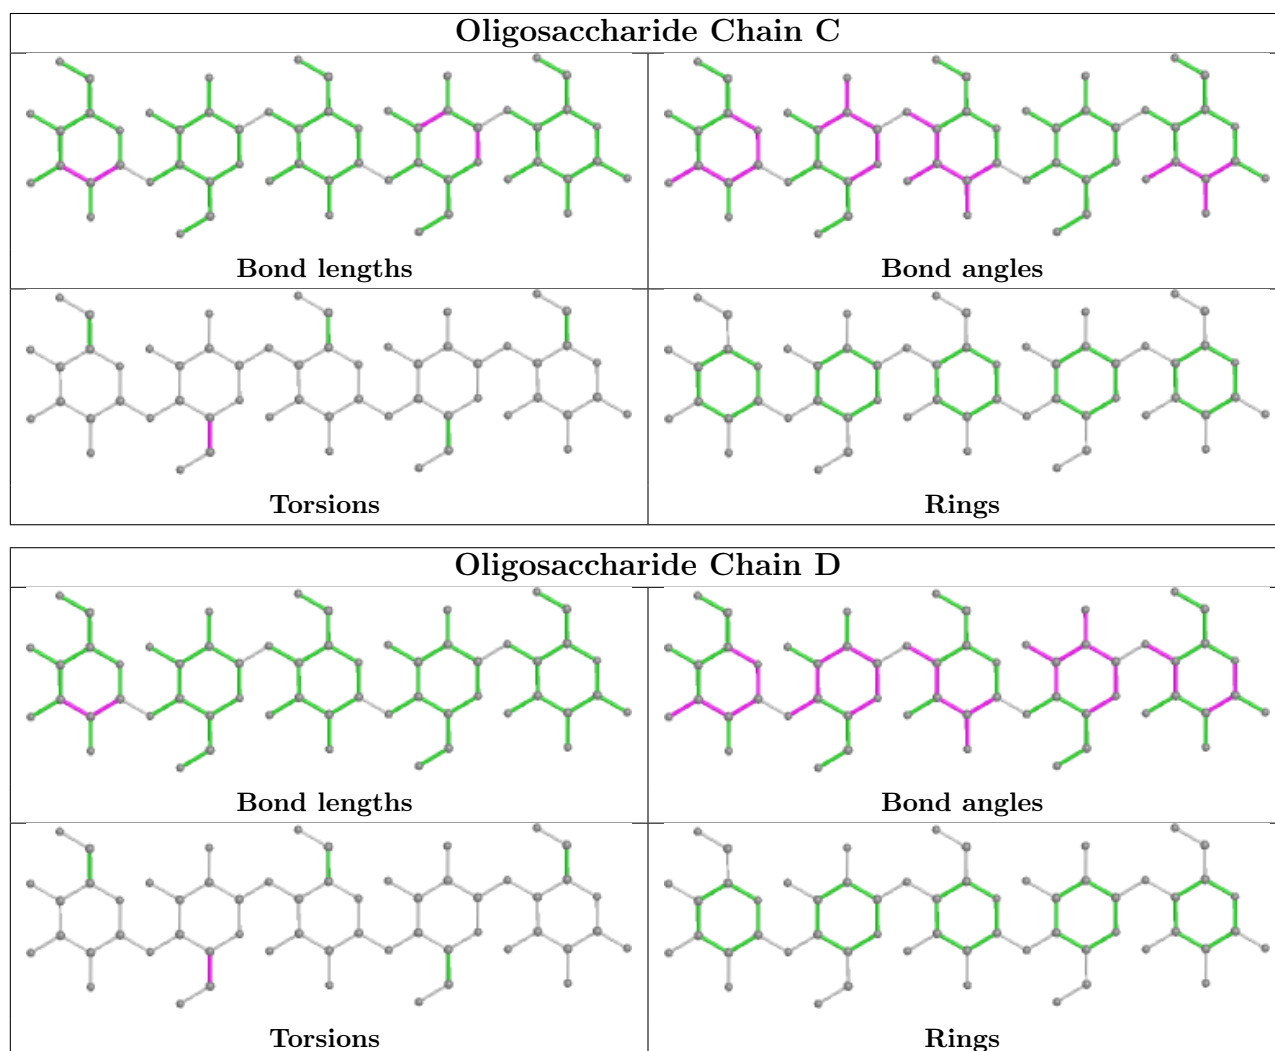 Oligosaccharide Chain C
Bond lengths
Bond angles
Torsions
Rings
Oligosaccharide Chain D
Bond lengths
Bond angles
Torsions
Rings